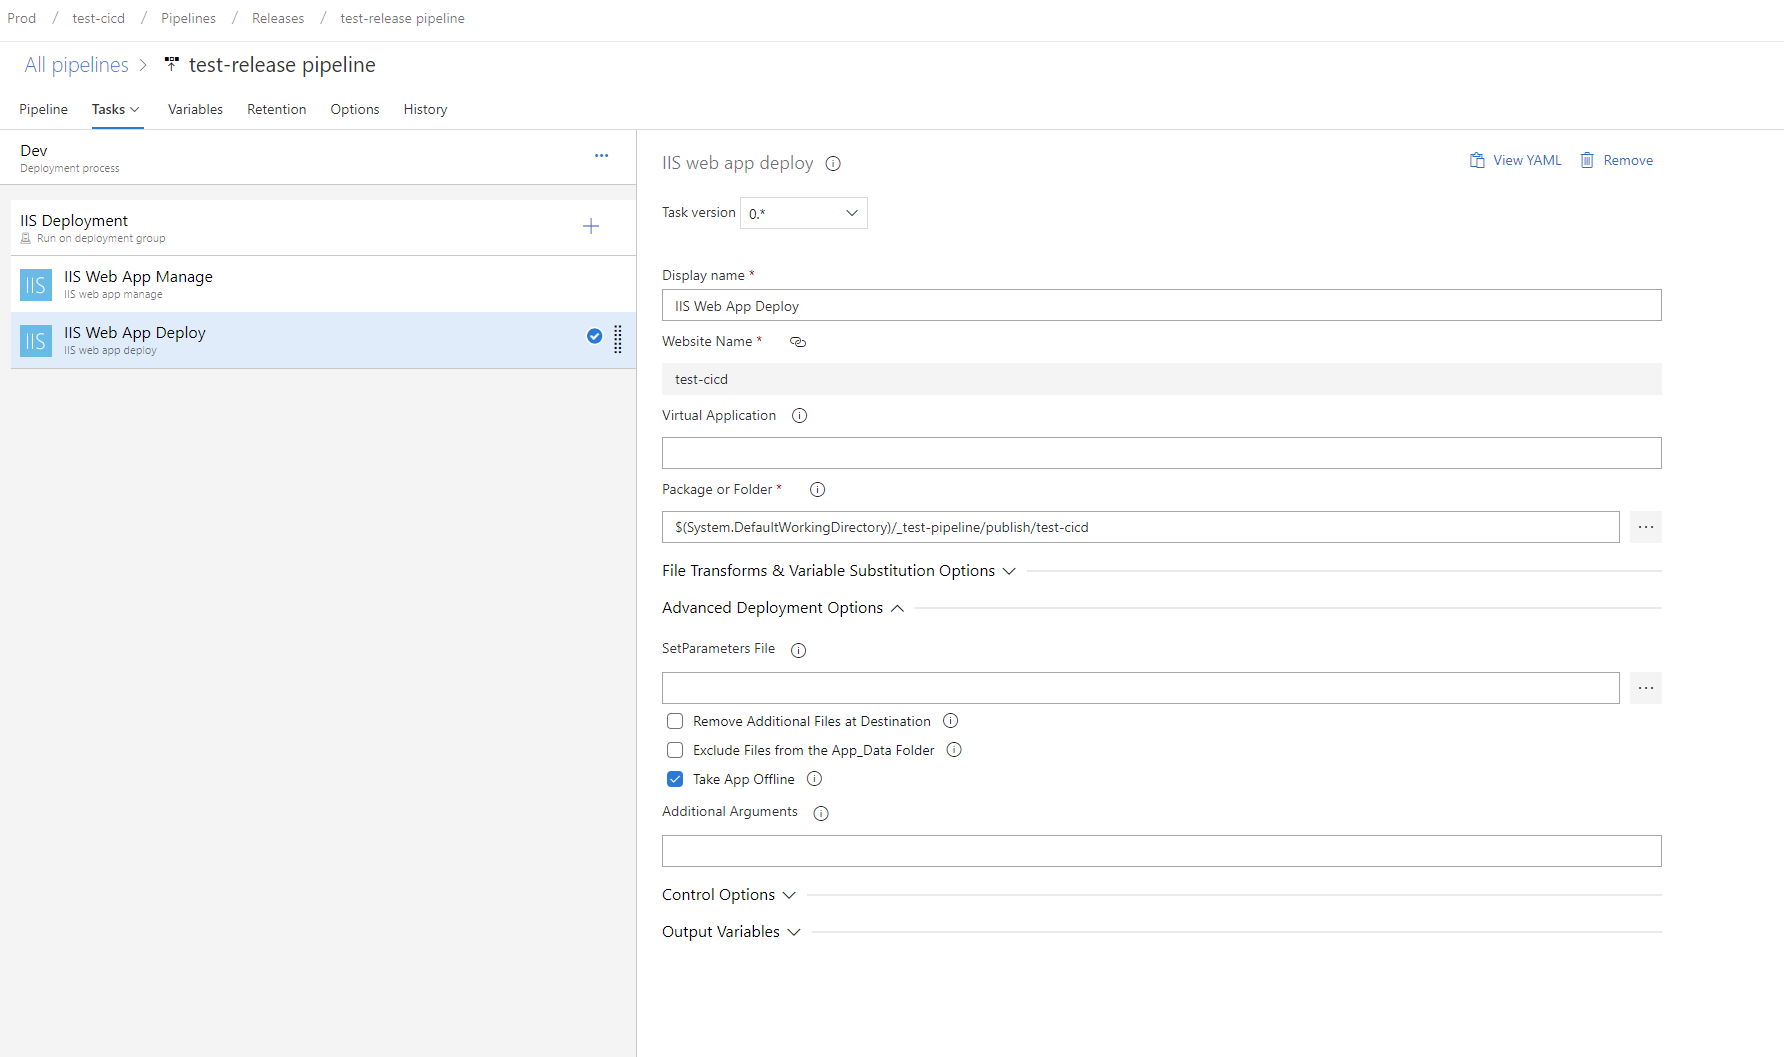 Prod / test-cicd / Pipelines / Releases / test-release pipeline
All pipelines > test-release pipeline
Pipeline Tasks Variables Retention Options History
Dev
Deployment process
IIS Deployment
Run on deployment group
IIS
IIS Web App Manage
IIS web app manage
IIS
IIS Web App Deploy
IIS web app deploy
IIS web app deploy
View YAML Remove
Task version 0.*
Display name *
IIS Web App Deploy
Website Name *
test-cicd
Virtual Application
Package or Folder *
$(System.DefaultWorkingDirectory)/_test-pipeline/publish/test-cicd
File Transforms & Variable Substitution Options
Advanced Deployment Options
SetParameters File
Remove Additional Files at Destination
Exclude Files from the App_Data Folder
Take App Offline
Additional Arguments
Control Options
Output Variables